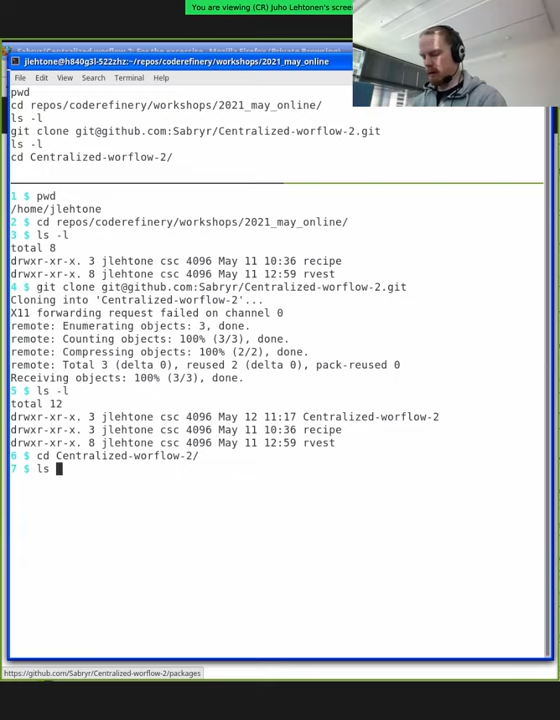 You are viewing (CR) Juho Lehtonen's scree
jlehtone@h840g3l-522zhz:~/repos/coderefinery/workshops/2021_may_online
File Edit View Search Terminal Help
pwd
cd repos/coderefinery/workshops/2021_may_online/
ls -l
git clone git@github.com:Sabryr/Centralized-worflow-2.git
ls -l
cd Centralized-worflow-2/
1 $ pwd
/home/jlehtone
2 $ cd repos/coderefinery/workshops/2021_may_online/
3 $ ls -l
total 8
drwxr-xr-x. 3 jlehtone csc 4096 May 11 10:36 recipe
drwxr-xr-x. 8 jlehtone csc 4096 May 11 12:59 rvest
4 $ git clone git@github.com:Sabryr/Centralized-worflow-2.git
Cloning into 'Centralized-worflow-2'...
X11 forwarding request failed on channel 0
remote: Enumerating objects: 3, done.
remote: Counting objects: 100% (3/3), done.
remote: Compressing objects: 100% (2/2), done.
remote: Total 3 (delta 0), reused 2 (delta 0), pack-reused 0
Receiving objects: 100% (3/3), done.
5 $ ls -l
total 12
drwxr-xr-x. 3 jlehtone csc 4096 May 12 11:17 Centralized-worflow-2
drwxr-xr-x. 3 jlehtone csc 4096 May 11 10:36 recipe
drwxr-xr-x. 8 jlehtone csc 4096 May 11 12:59 rvest
6 $ cd Centralized-worflow-2/
7 $ ls
https://github.com/Sabryr/Centralized-worflow-2/packages